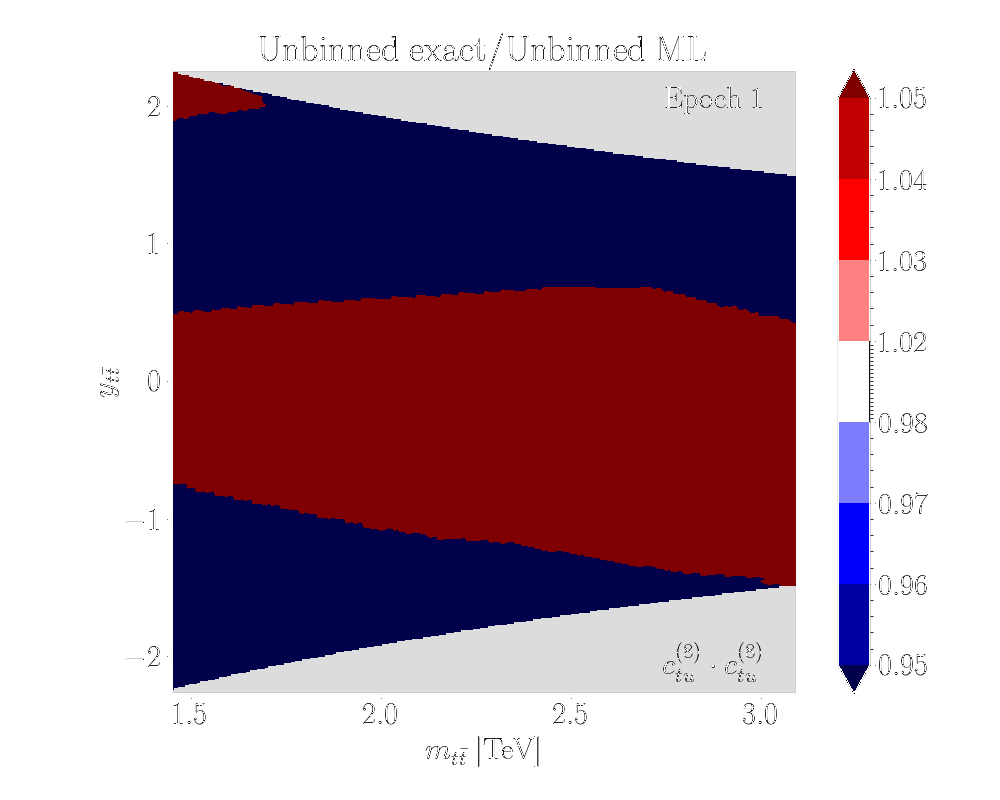 Unbinned exact/Unbinned ML
Epoch 1
2
1
0
−1
−2
y_{tt̄}
c_{tu}^{(8)} · c_{tu}^{(8)}
1.5 2.0 2.5 3.0
m_{tt̄} [TeV]
1.05
1.04
1.03
1.02
0.98
0.97
0.96
0.95